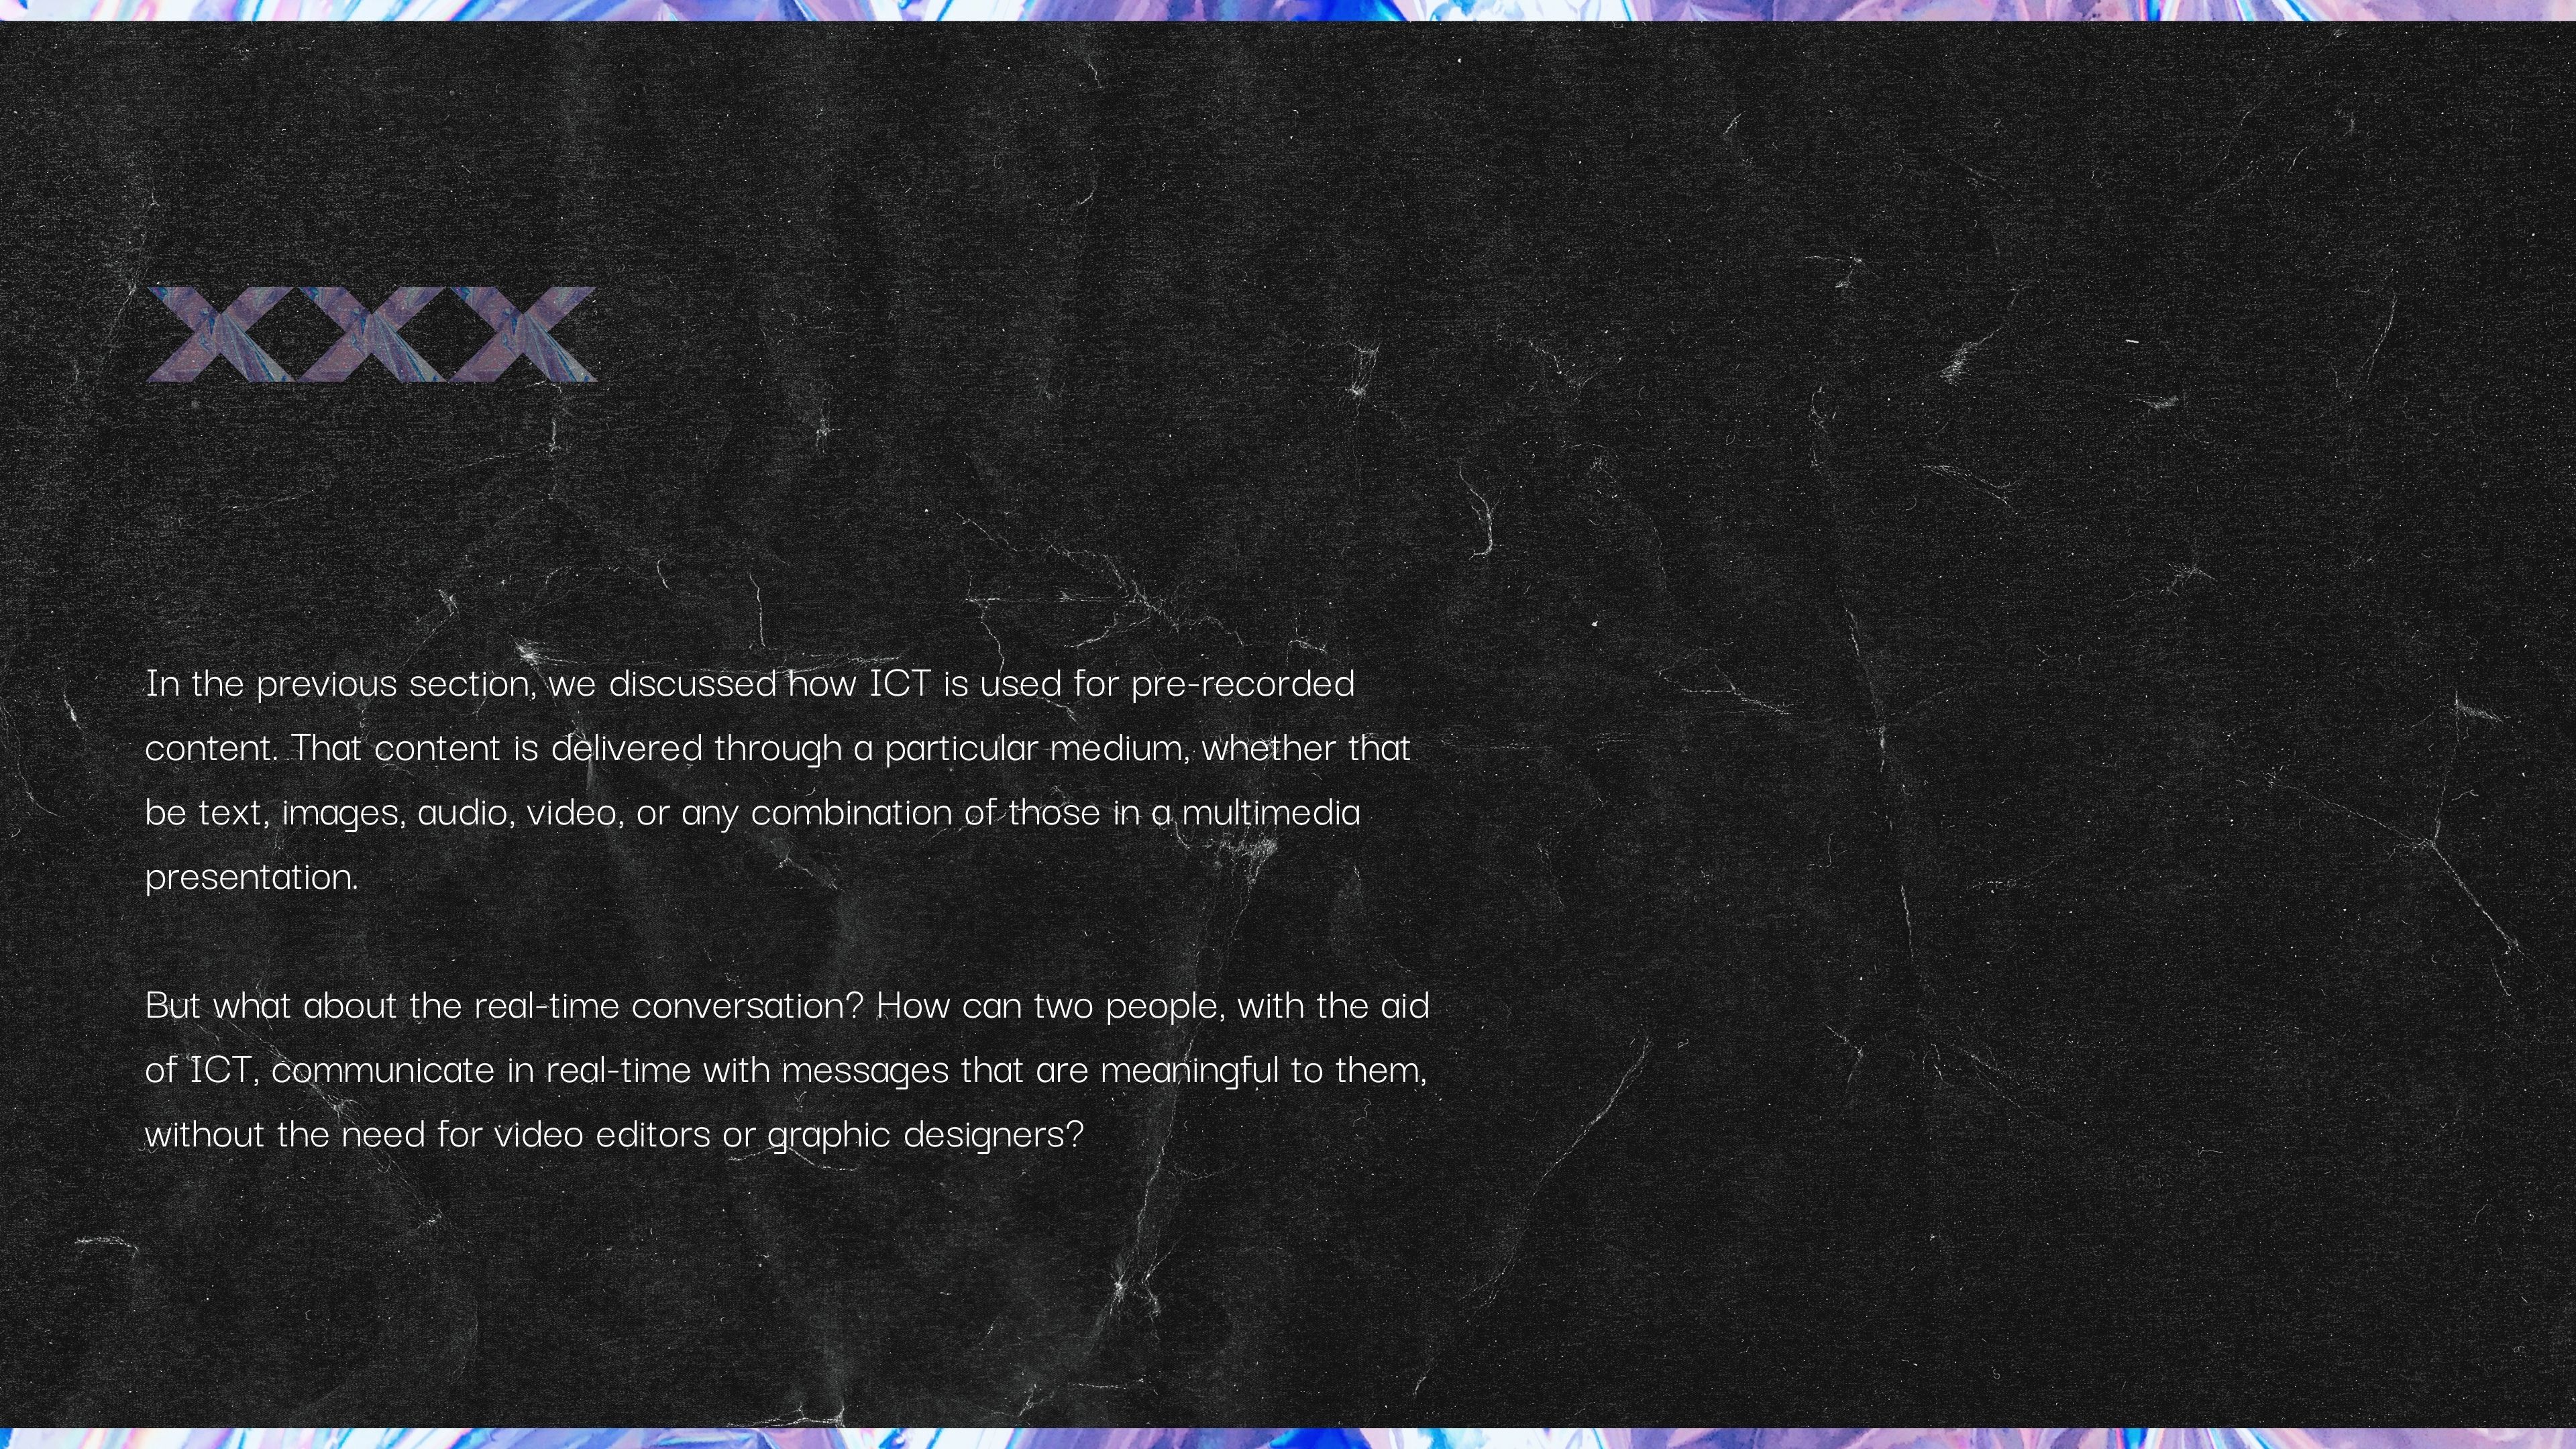 XXX
In the previous section, we discussed how ICT is used for pre-recorded
content. That content is delivered through a particular medium, whether that
be text, images, audio, video, or any combination of those in a multimedia
presentation.
But what about the real-time conversation? How can two people, with the aid
of ICT, communicate in real-time with messages that are meaningful to them,
without the need for video editors or graphic designers?